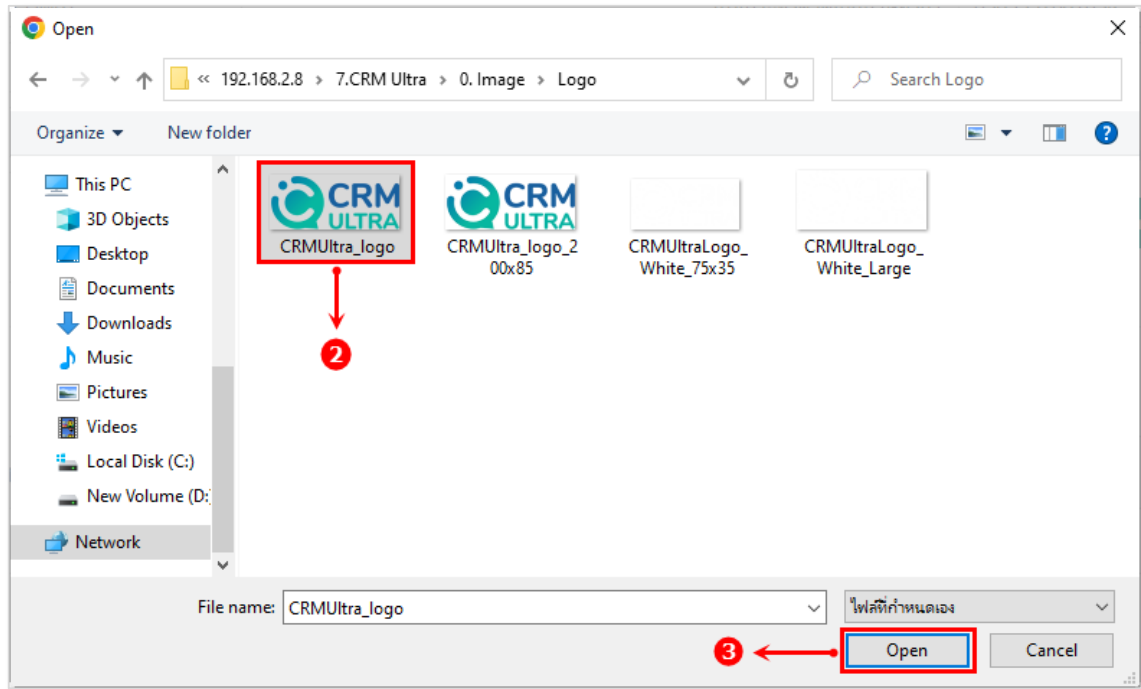 Open
« 192.168.2.8 › 7.CRM Ultra › 0. Image › Logo
Search Logo
Organize
New folder
?
This PC
3D Objects
Desktop
Documents
Downloads
Music
Pictures
Videos
Local Disk (C:)
New Volume (D:
Network
CRM
ULTRA
CRMUltra_logo
CRM
ULTRA
CRMUltra_logo_2
00x85
CRMUltraLogo_
White_75x35
CRMUltraLogo_
White_Large
2
File name:
CRMUltra_logo
ไฟล์ที่กำหนดเอง
3
Open
Cancel